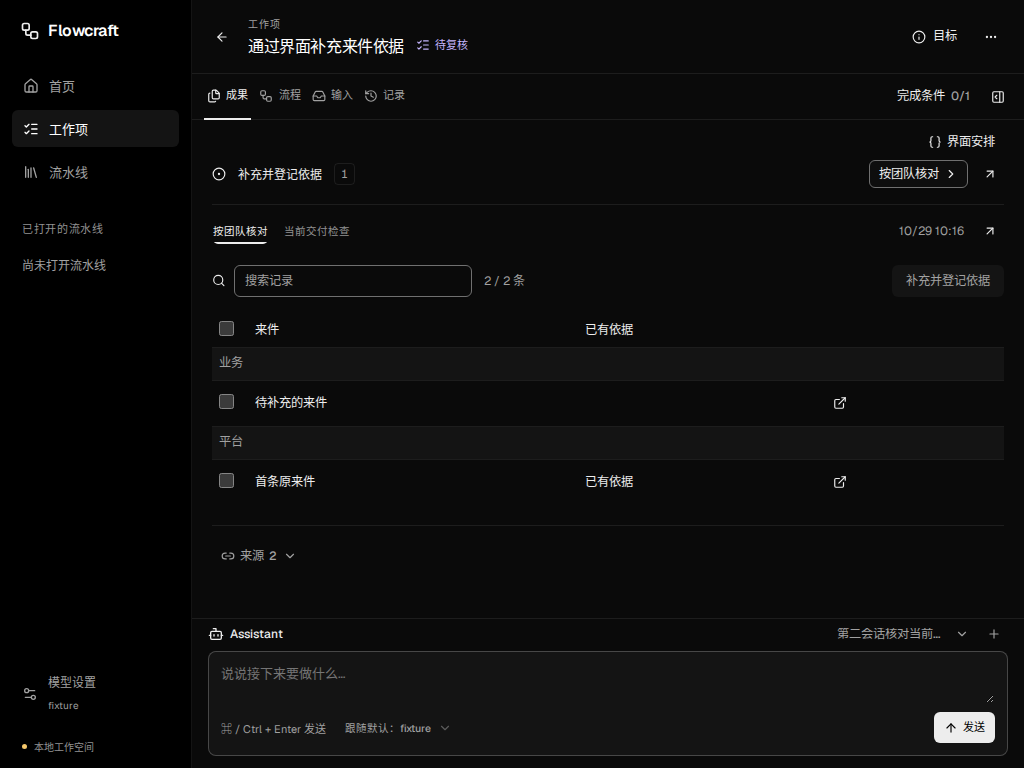 Flowcraft
首页
工作项
流水线
已打开的流水线
尚未打开流水线
模型设置
fixture
本地工作空间
工作项
通过界面补充来件依据
待复核
目标
成果
流程
输入
记录
完成条件 0/1
界面安排
补充并登记依据 1
按团队核对
按团队核对
当前交付检查
10/29 10:16
搜索记录
2 / 2 条
补充并登记依据
来件
已有依据
业务
待补充的来件
平台
首条原来件
已有依据
来源 2
Assistant
第二会话核对当前...
说说接下来要做什么...
⌘ / Ctrl + Enter 发送
跟随默认：fixture
发送